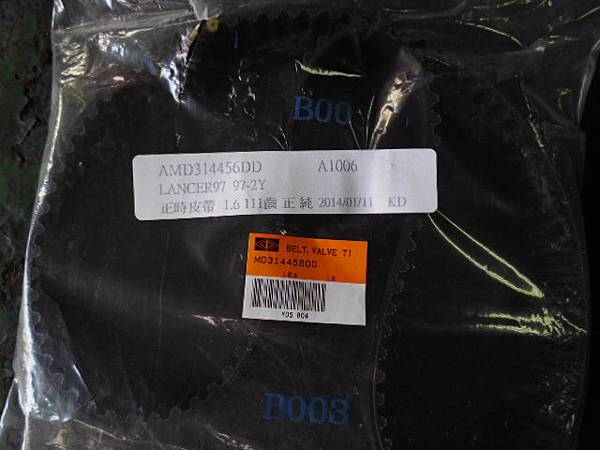 B00
AMD314456DD A1006
LANCER97 97-2Y
正時皮帶 1.6 111齒 正 純 2014/01/11 KD
BELT.VALVE TI
MD314456DD
YDS 804
B003